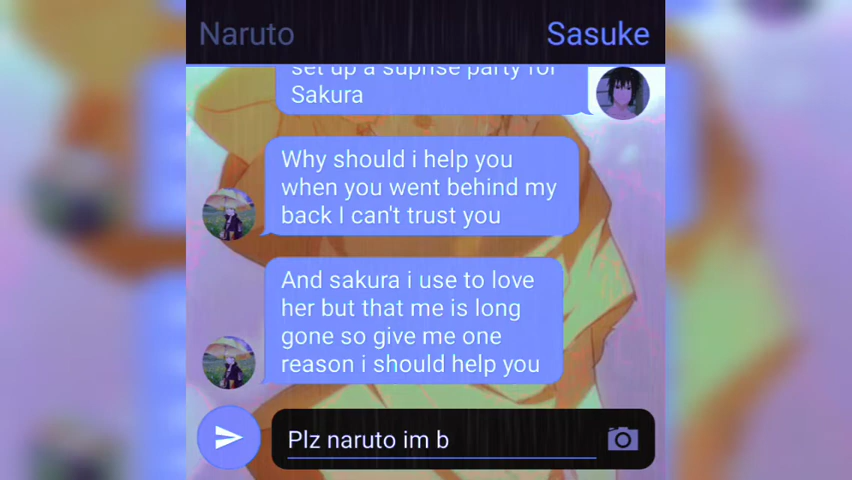 Naruto
Sasuke
set up a suprise party for
Sakura
Why should i help you
when you went behind my
back I can't trust you
And sakura i use to love
her but that me is long
gone so give me one
reason i should help you
Plz naruto im b